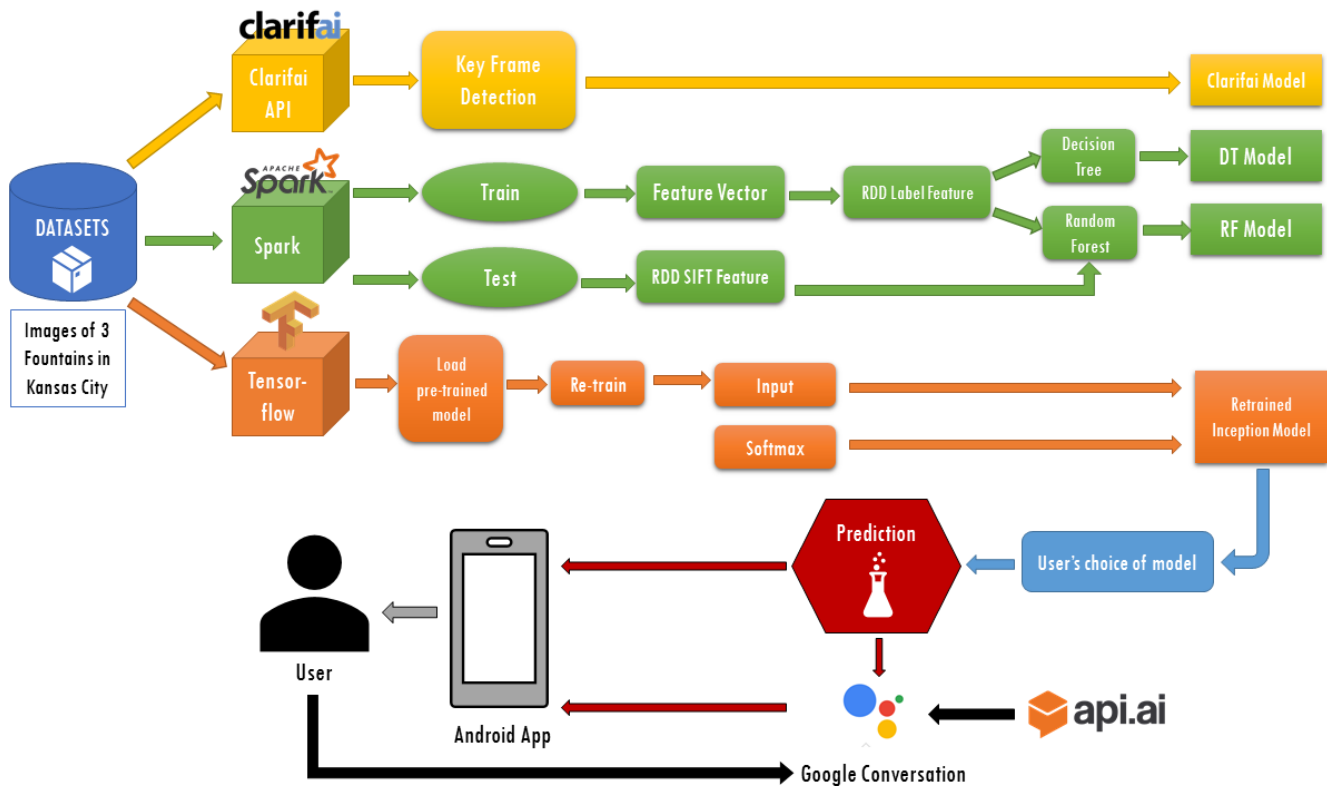 clarifai
Clarifai
API
Key Frame
Detection
Clarifai Model
APACHE
Spark
DATASETS
Spark
Train
Feature Vector
RDD Label Feature
Decision
Tree
DT Model
Random
Forest
RF Model
Test
RDD SIFT Feature
Images of 3
Fountains in
Kansas City
Tensor-
flow
Load
pre-trained
model
Re-train
Input
Softmax
Retrained
Inception Model
Prediction
User's choice of model
User
Android App
api.ai
Google Conversation